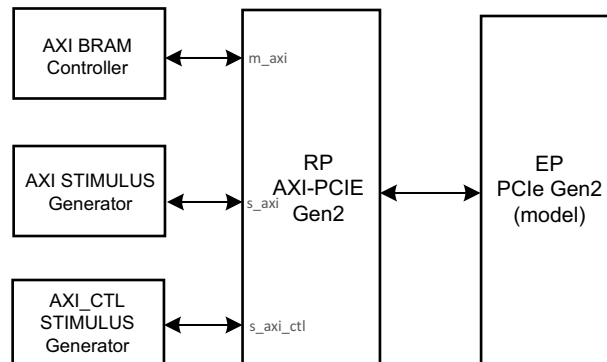 AXI BRAM
Controller
m_axi
AXI STIMULUS
Generator
s_axi
AXI_CTL
STIMULUS
Generator
s_axi_ctl
RP
AXI-PCIE
Gen2
EP
PCIe Gen2
(model)